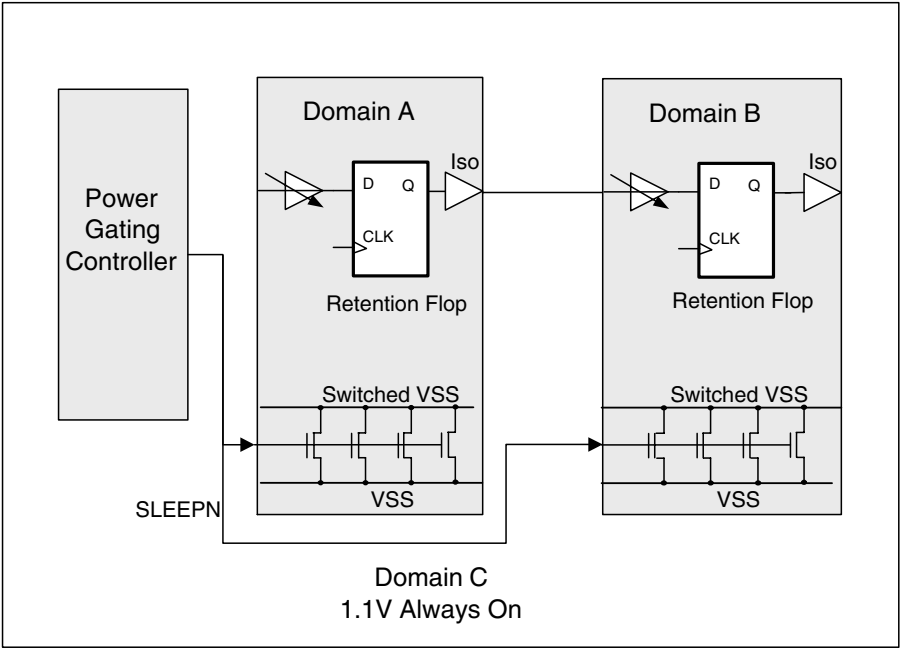 Power
Gating
Controller
SLEEPN
Domain A
Iso
D Q
CLK
Retention Flop
Switched VSS
VSS
Domain B
Iso
D Q
CLK
Retention Flop
Switched VSS
VSS
Domain C
1.1V Always On